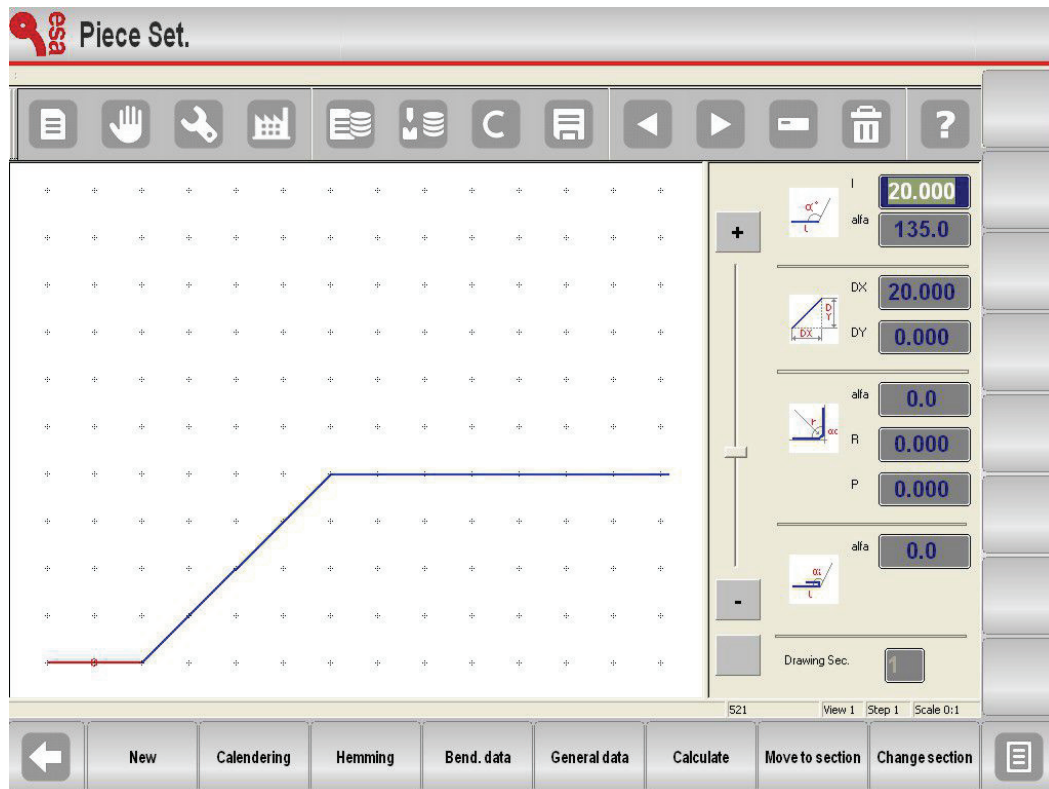 esa Piece Set.
C ?
l 20.000
α° l alfa 135.0
+
DX 20.000
DX DY DY 0.000
alfa 0.0
r αc R 0.000
P 0.000
alfa 0.0
αi l
-
Drawing Sec. 1
521 View 1 Step 1 Scale 0:1
New Calendering Hemming Bend. data General data Calculate Move to section Change section